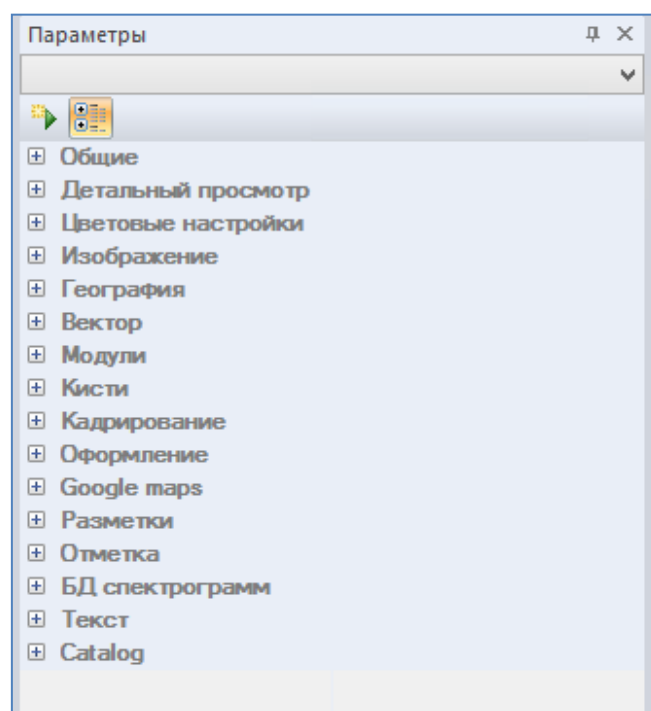 Параметры
Общие
Детальный просмотр
Цветовые настройки
Изображение
География
Вектор
Модули
Кисти
Кадрирование
Оформление
Google maps
Разметки
Отметка
БД спектрограмм
Текст
Catalog